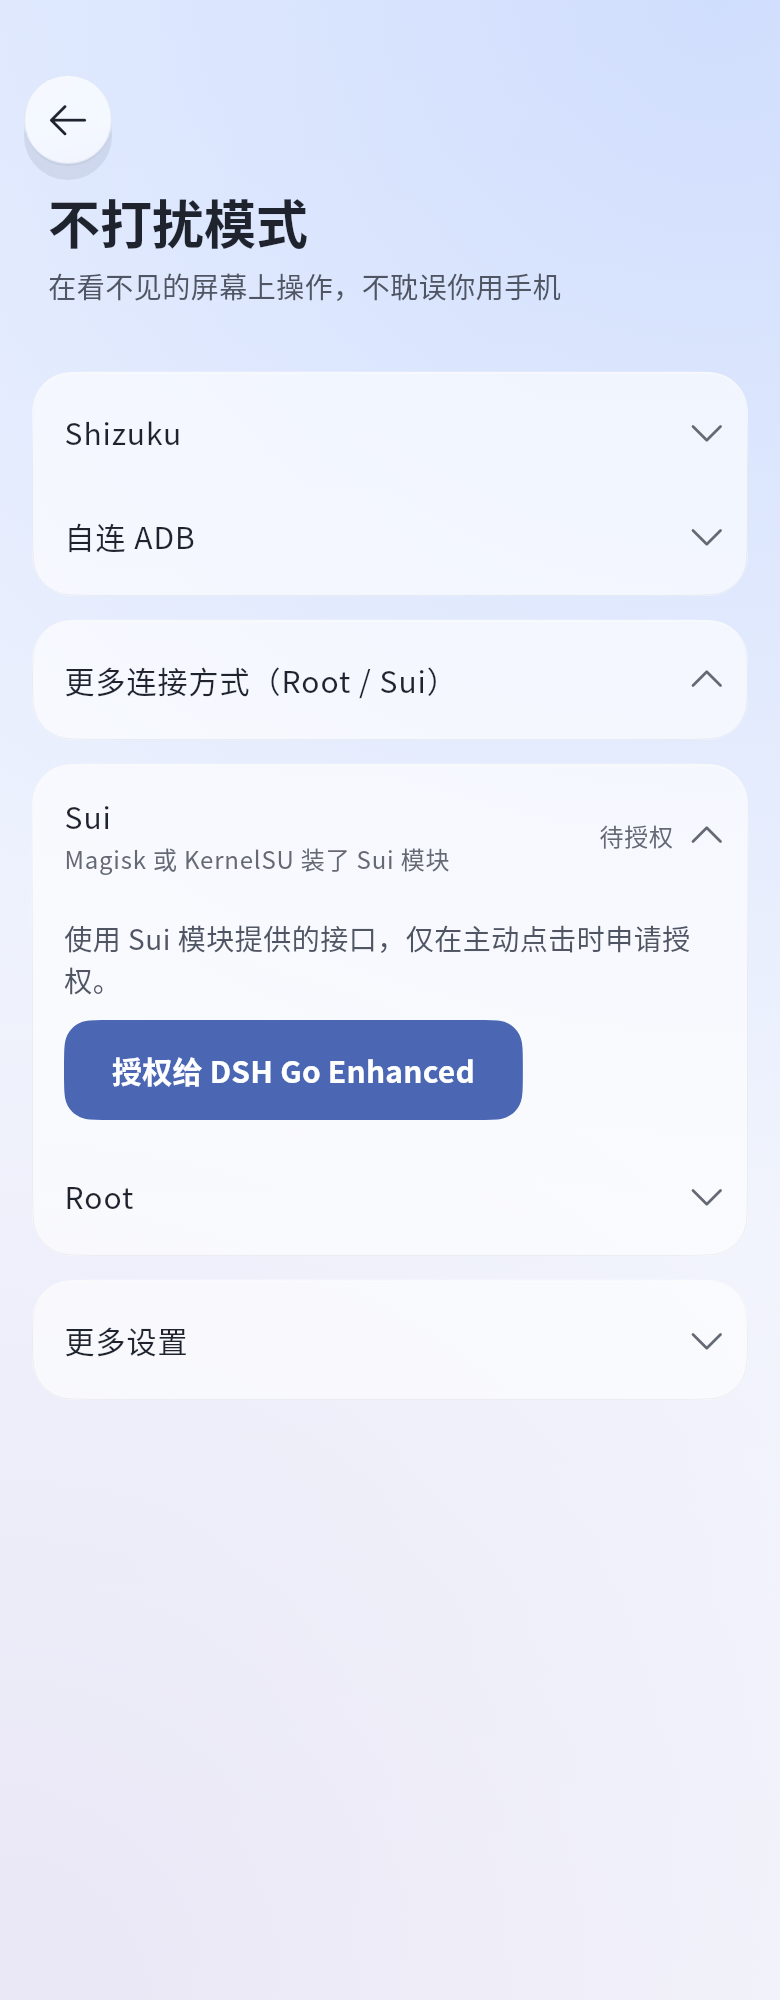 不打扰模式
在看不见的屏幕上操作，不耽误你用手机
Shizuku
自连 ADB
更多连接方式（Root / Sui）
Sui
Magisk 或 KernelSU 装了 Sui 模块
待授权
使用 Sui 模块提供的接口，仅在主动点击时申请授
权。
授权给 DSH Go Enhanced
Root
更多设置